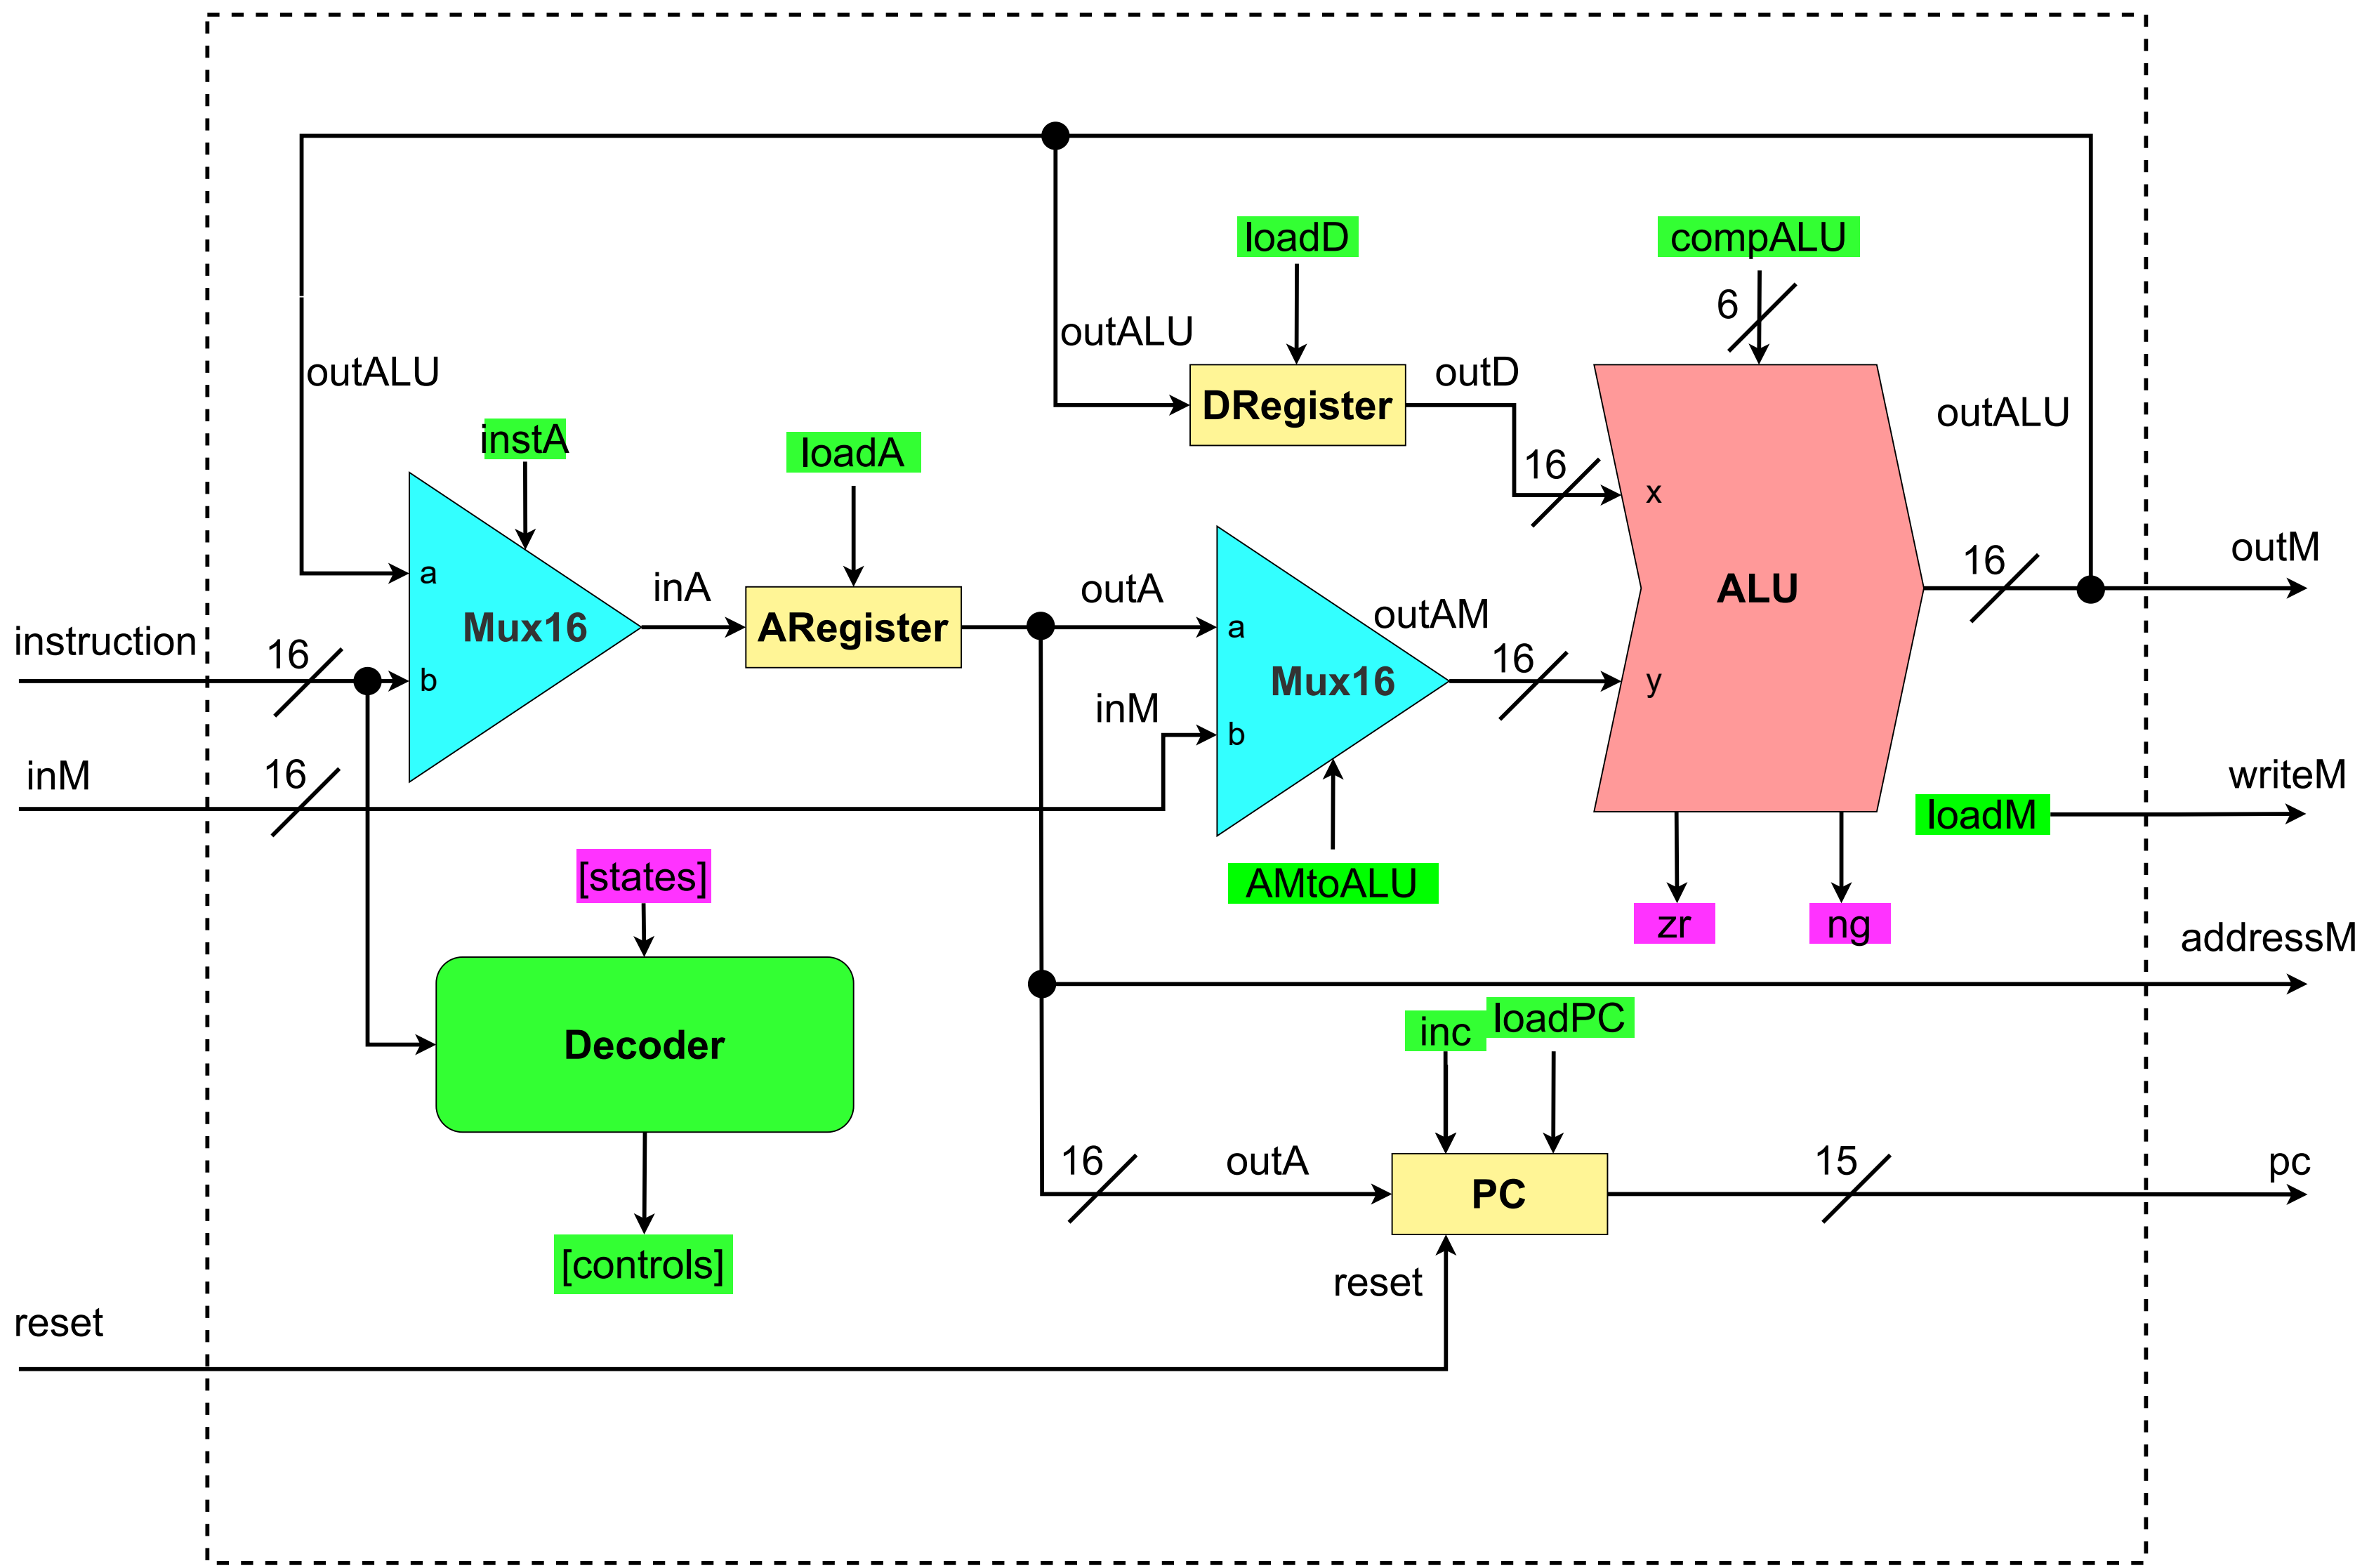 loadD
compALU
6
outALU
outALU
DRegister
outD
outALU
instA
loadA
16
x
outM
a
Mux16
inA
ARegister
outA
a
outAM
ALU
16
instruction
16
b
Mux16
16
y
inM
b
inM
16
loadM
writeM
[states]
AMtoALU
zr
ng
addressM
Decoder
inc
loadPC
16
outA
PC
15
pc
[controls]
reset
reset